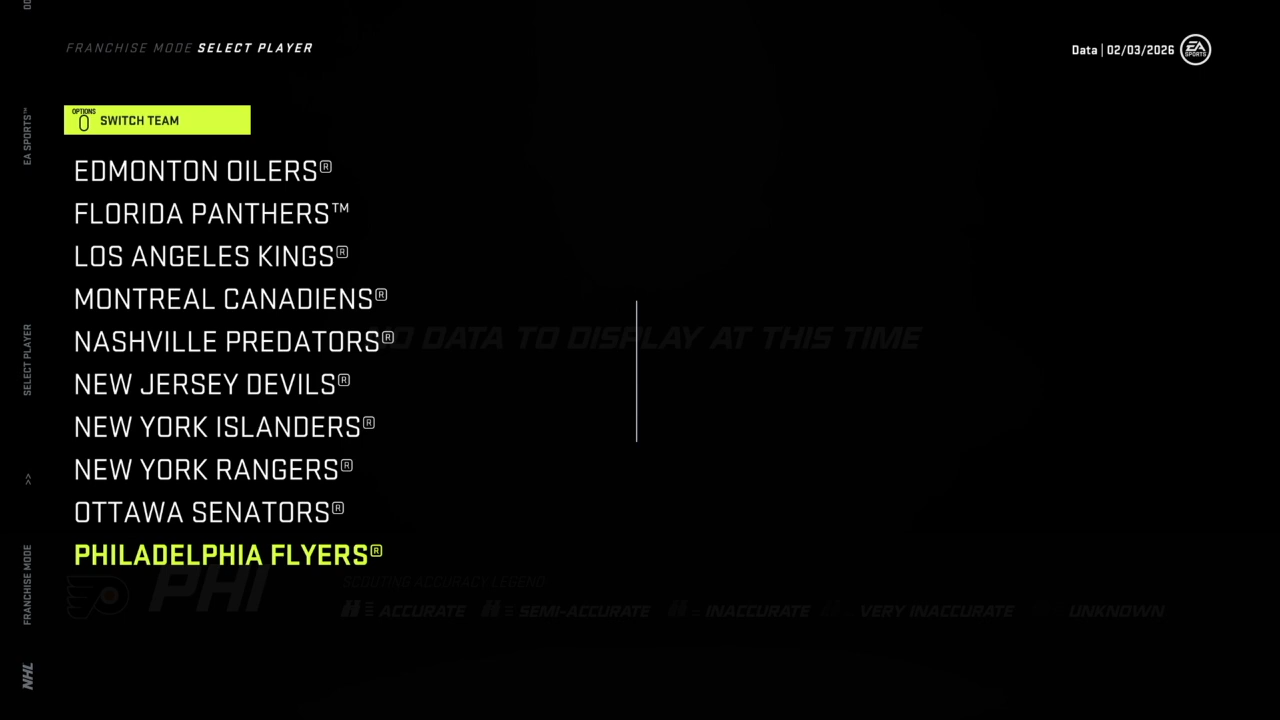 FRANCHISE MODE SELECT PLAYER
Data | 02/03/2026
EA SPORTS
OPTIONS
SWITCH TEAM
EDMONTON OILERS®
FLORIDA PANTHERS™
LOS ANGELES KINGS®
MONTREAL CANADIENS®
NASHVILLE PREDATORS®
DATA TO DISPLAY AT THIS TIME
NEW JERSEY DEVILS®
NEW YORK ISLANDERS®
NEW YORK RANGERS®
OTTAWA SENATORS®
PHILADELPHIA FLYERS®
PHI
SCOUTING ACCURACY LEGEND
ACCURATE
SEMI-ACCURATE
INACCURATE
VERY INACCURATE
UNKNOWN
NHL
FRANCHISE MODE
>>
SELECT PLAYER
EA SPORTS™